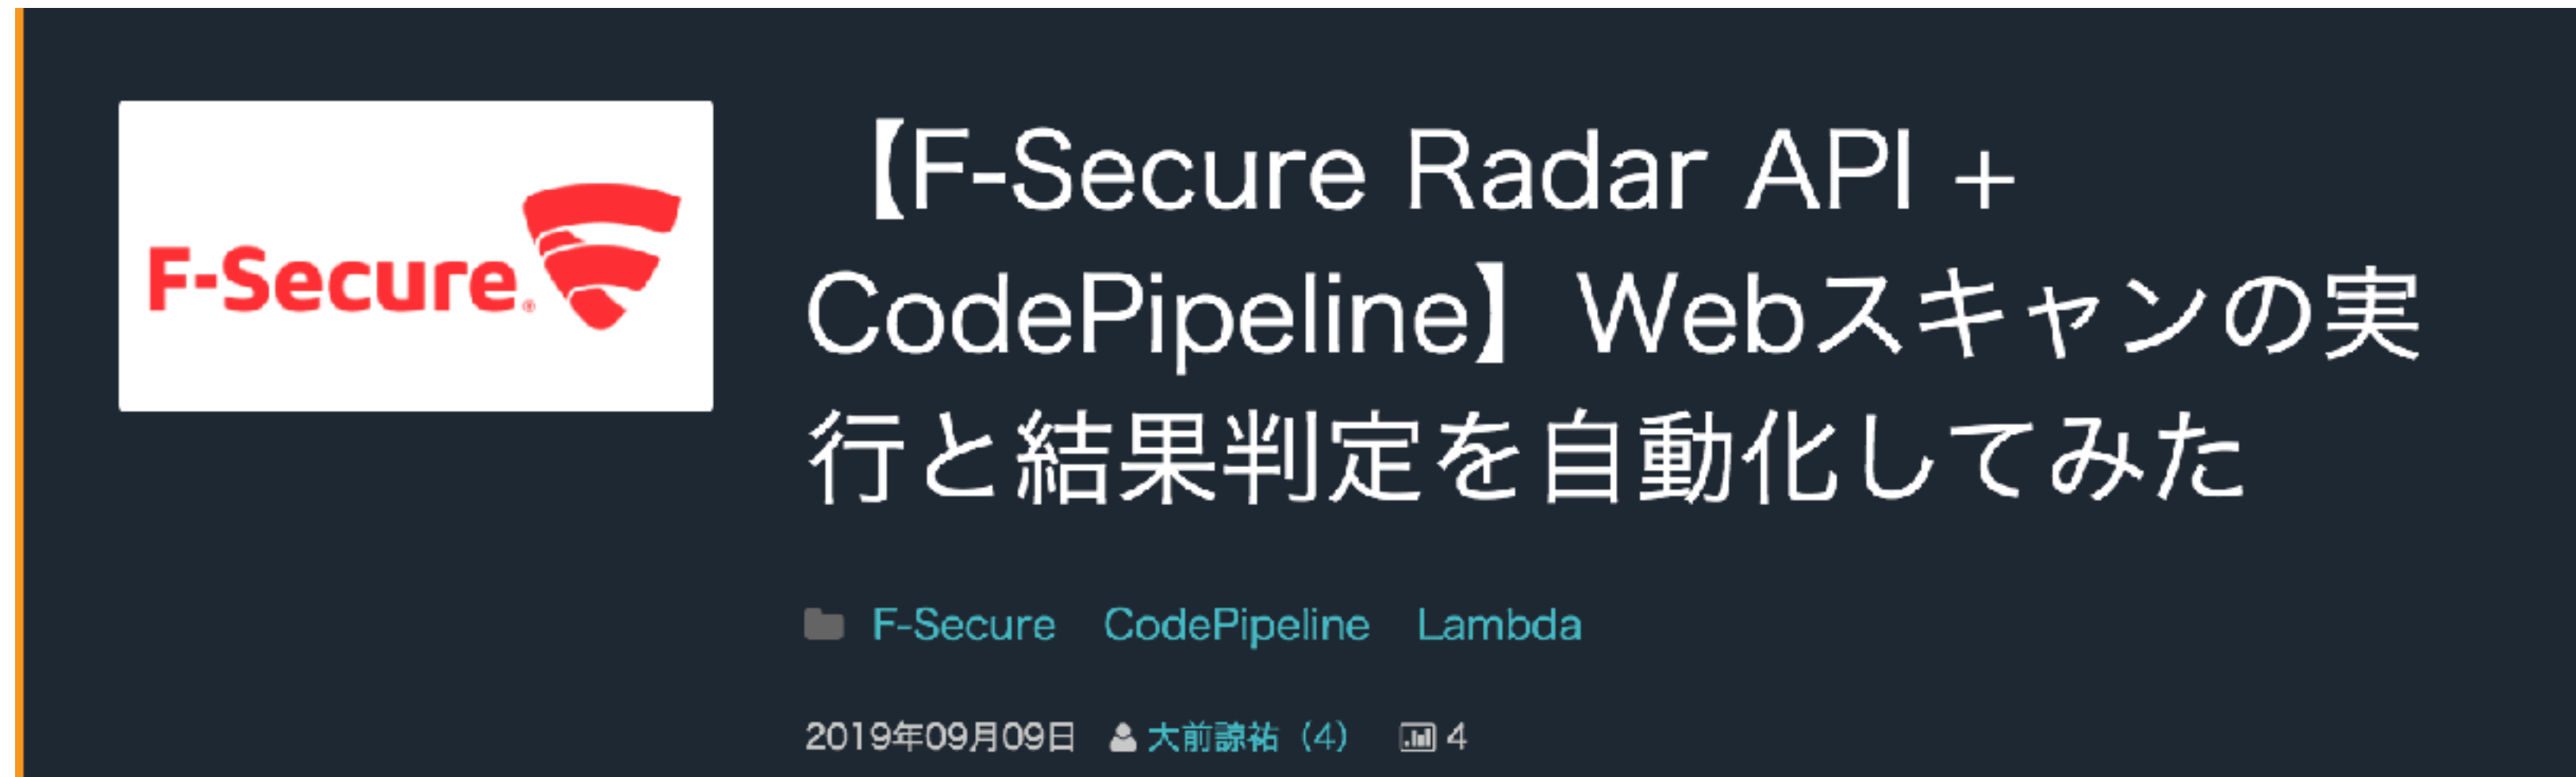 F-Secure®
【F-Secure Radar API +
CodePipeline】Webスキャンの実
行と結果判定を自動化してみた
F-Secure CodePipeline Lambda
2019年09月09日 大前諒祐（4） 4